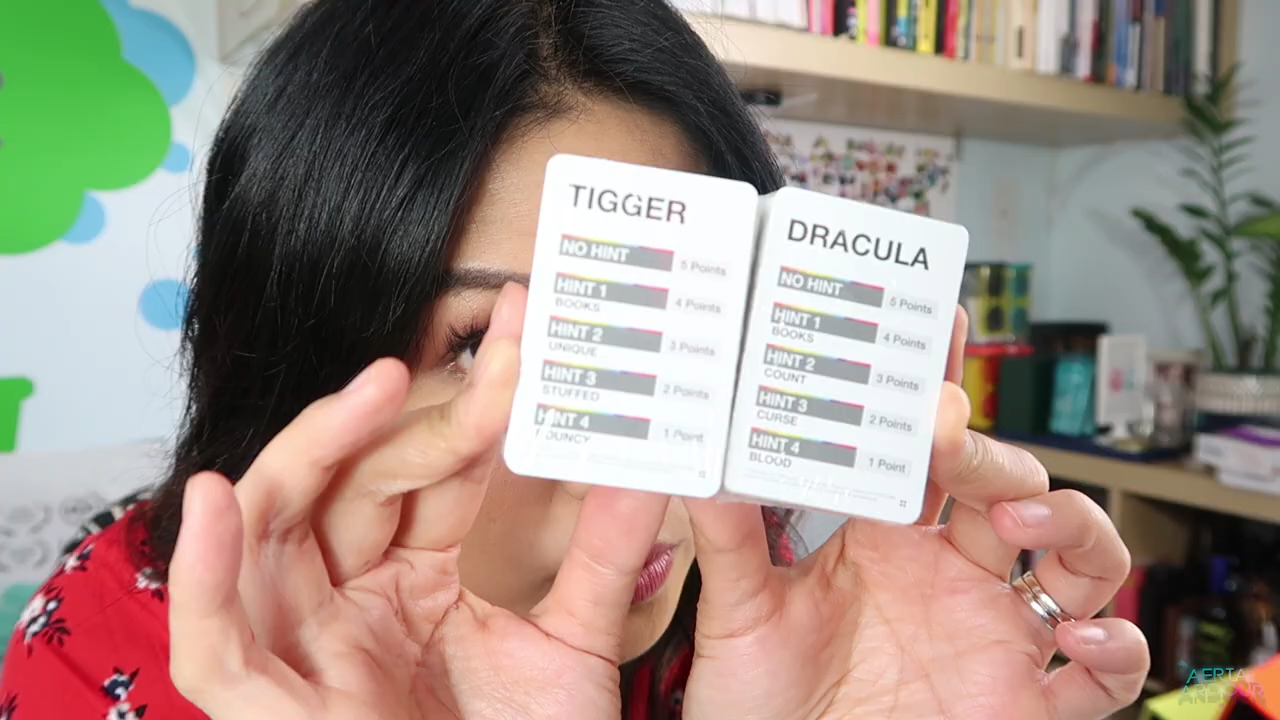 TIGGER
NO HINT 5 Points
HINT 1 4 Points
BOOKS
HINT 2 3 Points
UNIQUE
HINT 3 2 Points
STUFFED
HINT 4 1 Point
DRACULA
NO HINT 5 Points
HINT 1 4 Points
BOOKS
HINT 2 3 Points
COUNT
HINT 3 2 Points
CURSE
HINT 4 1 Point
BLOOD